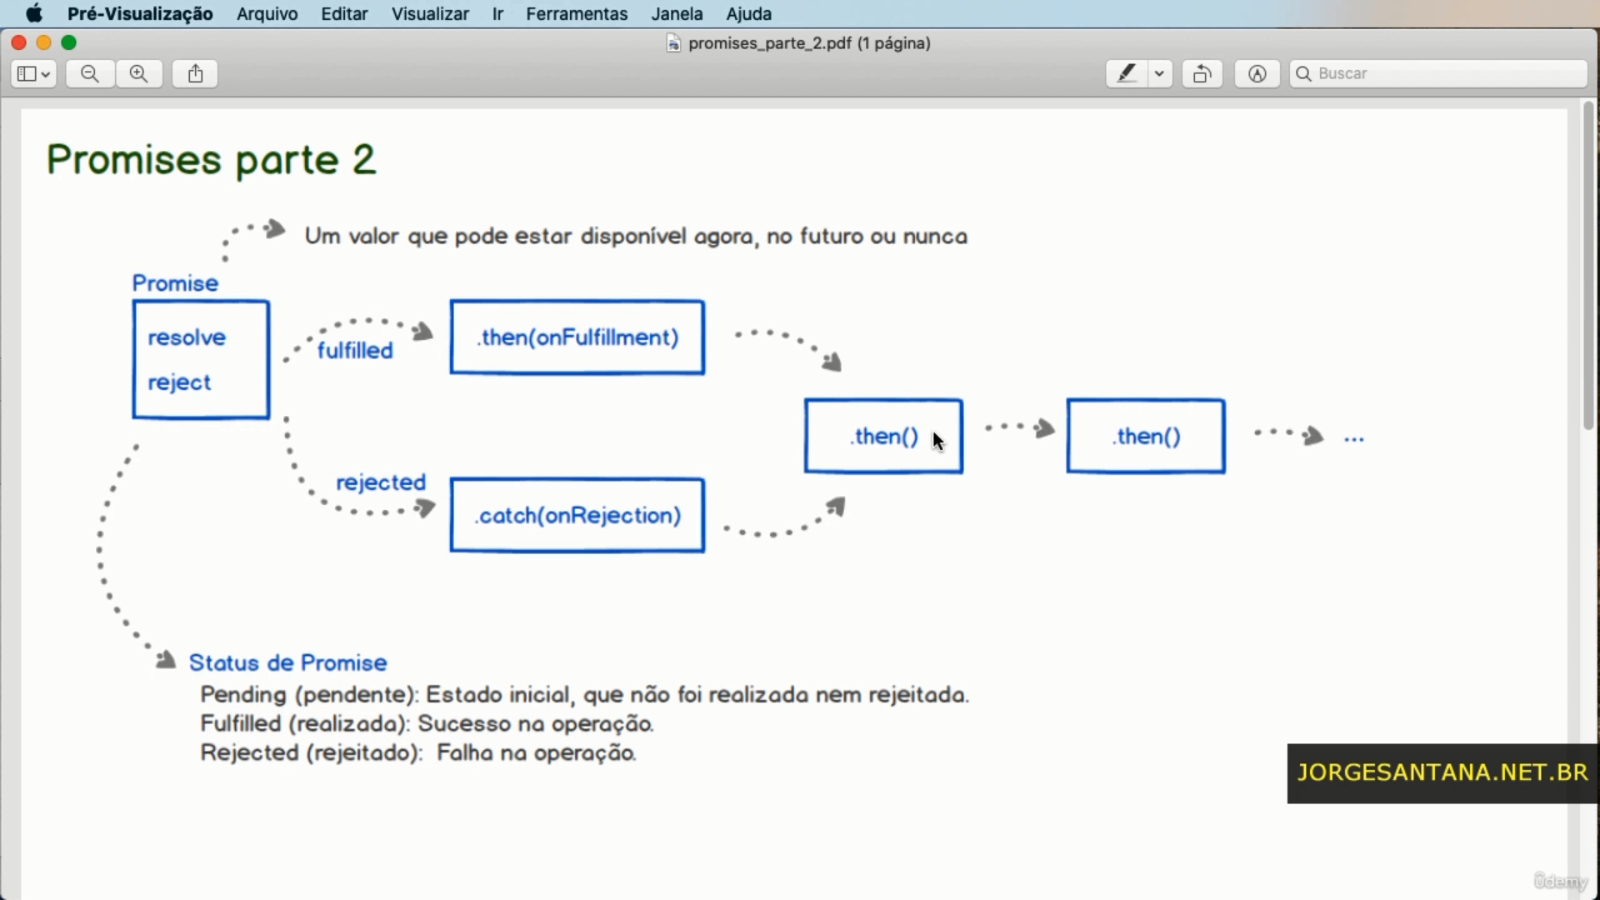 Pré-Visualização Arquivo Editar Visualizar Ir Ferramentas Janela Ajuda
promises_parte_2.pdf (1 página)
Buscar
Promises parte 2
Um valor que pode estar disponível agora, no futuro ou nunca
Promise
resolve
reject
fulfilled
.then(onFulfillment)
rejected
.catch(onRejection)
.then()
.then()
...
Status de Promise
Pending (pendente): Estado inicial, que não foi realizada nem rejeitada.
Fulfilled (realizada): Sucesso na operação.
Rejected (rejeitado): Falha na operação.
JORGESANTANA.NET.BR
ûdemy